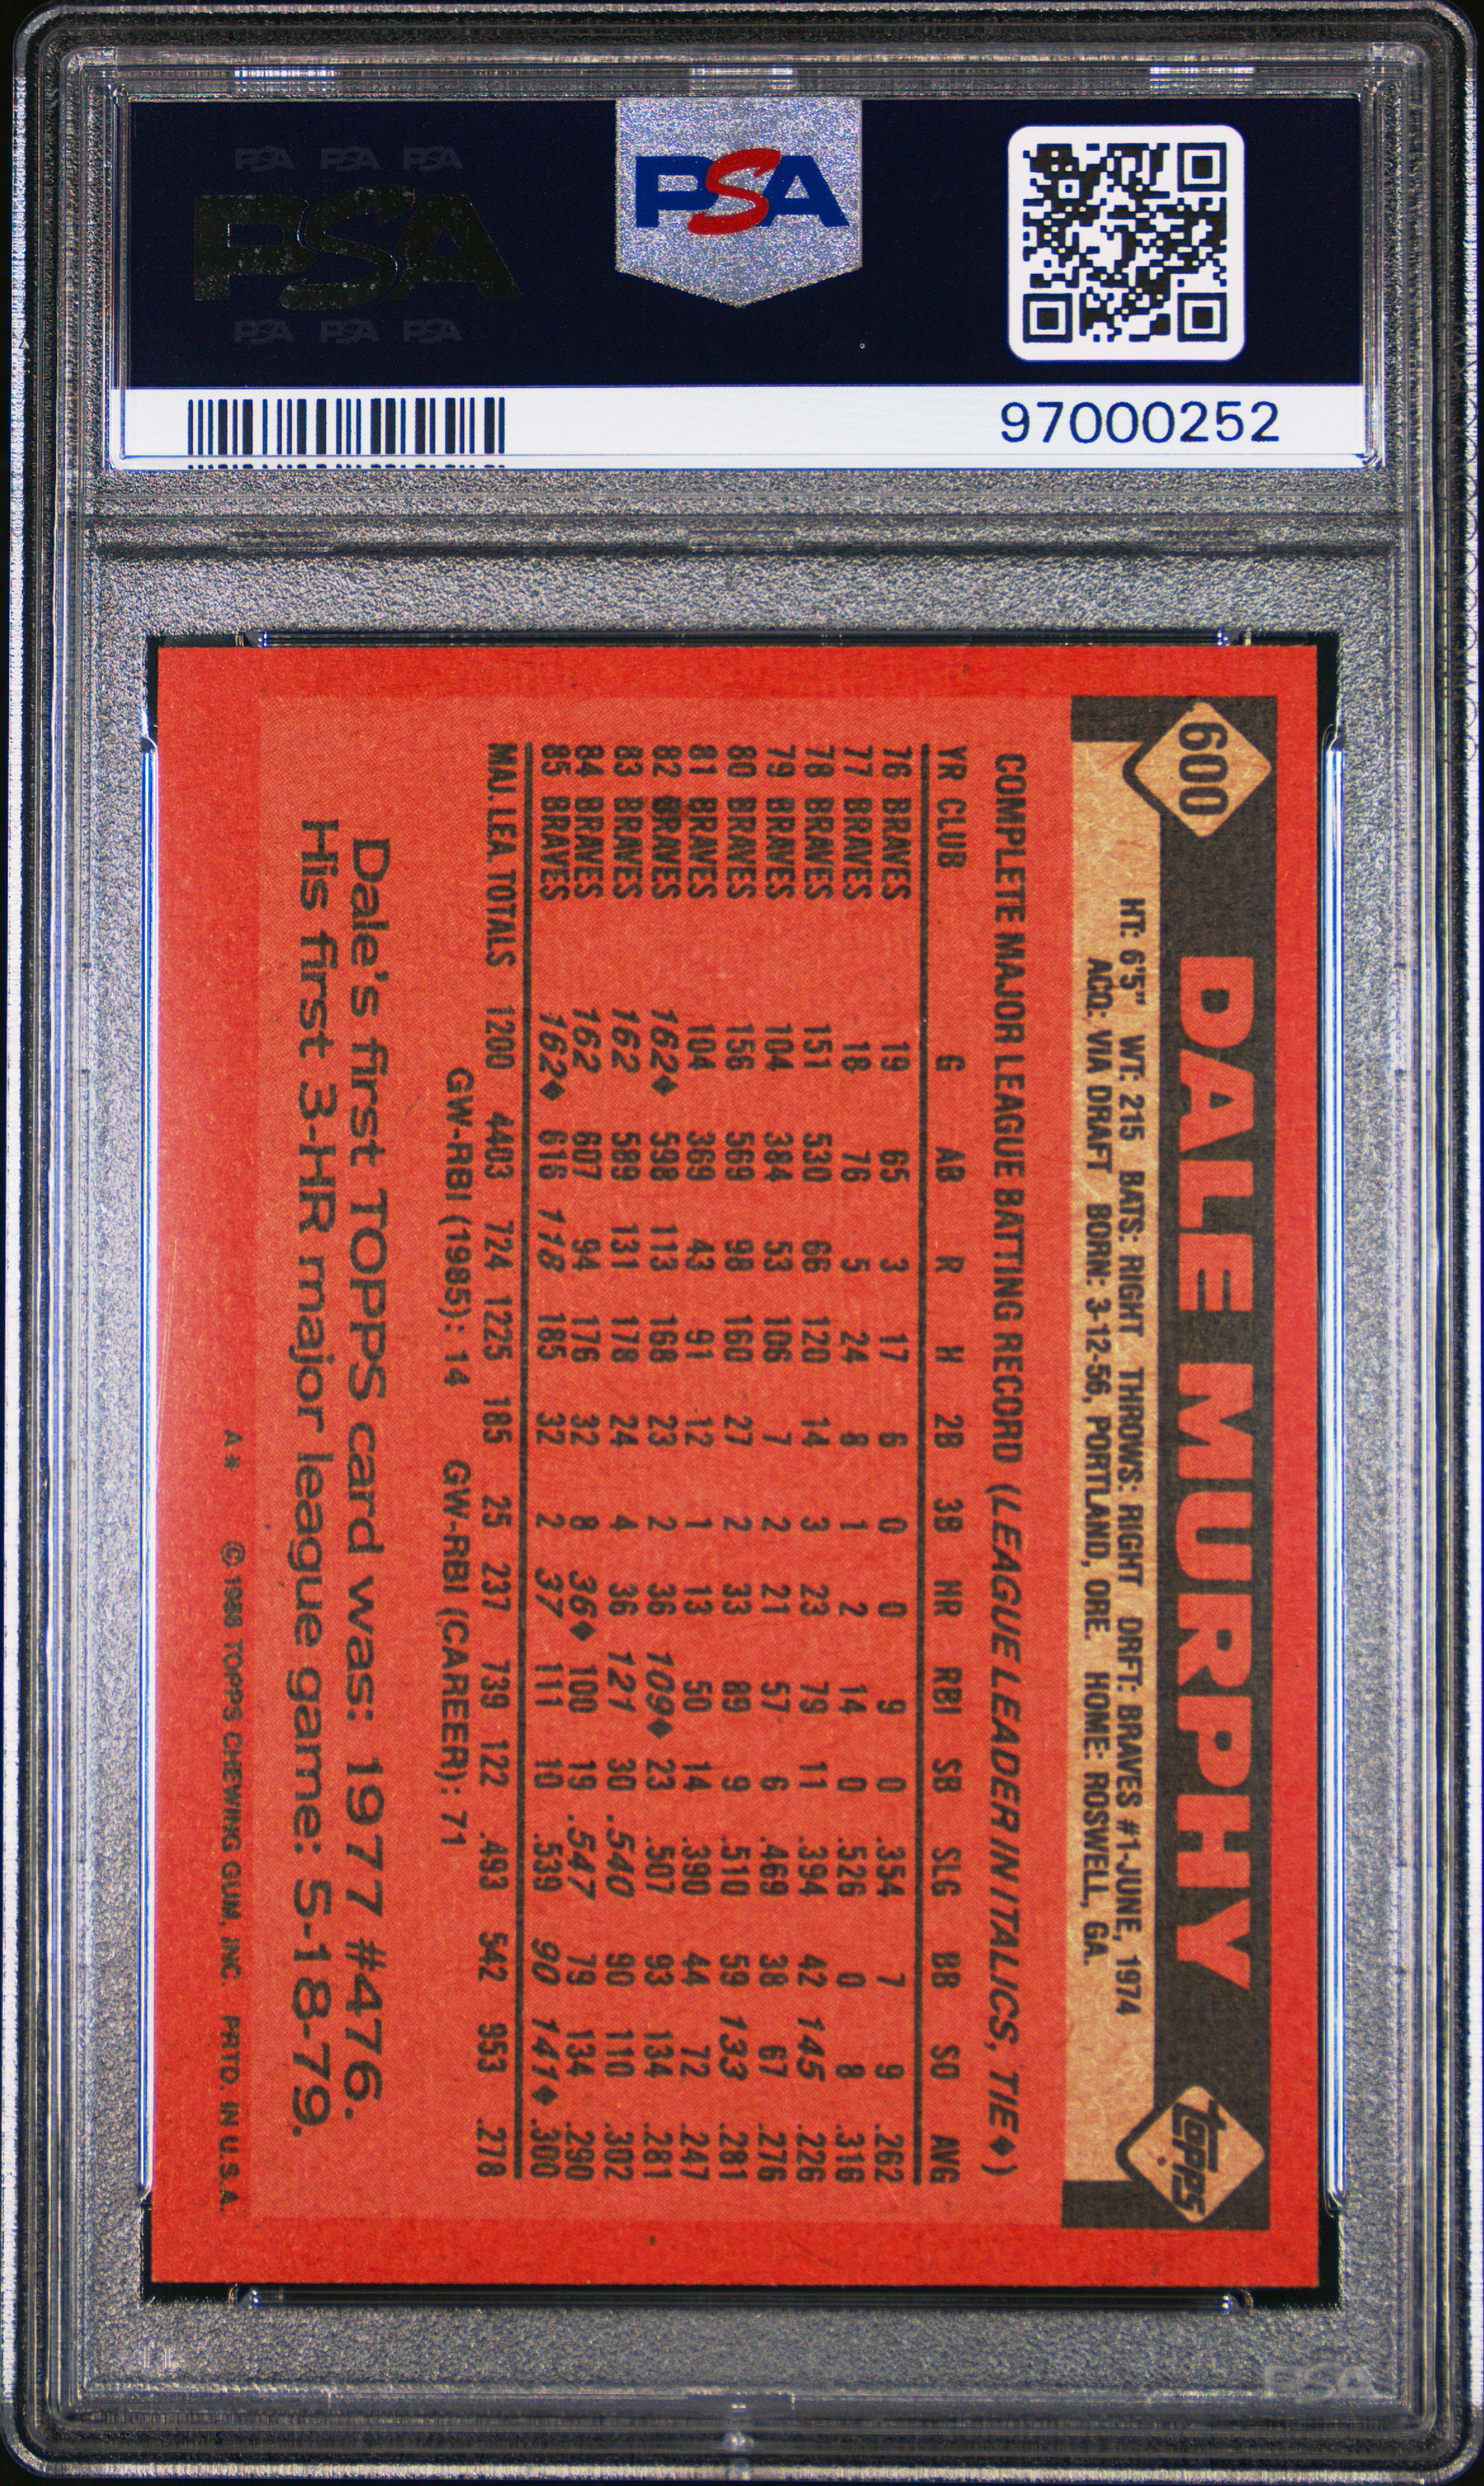 PSA PSA PSA
PSA
PSA PSA PSA
PSA
97000252
600
DALE MURPHY
topps
HT: 6'5" WT: 215 BATS: RIGHT THROWS: RIGHT DRFT: BRAVES #1-JUNE, 1974
ACQ: VIA DRAFT BORN: 3-12-56, PORTLAND, ORE. HOME: ROSWELL, GA.
COMPLETE MAJOR LEAGUE BATTING RECORD (LEAGUE LEADER IN ITALICS, TIE♦)
YR CLUB G AB R H 2B 3B HR RBI SB SLG BB SO AVG
76 BRAVES 19 65 3 17 6 0 0 9 0 .354 7 9 .262
77 BRAVES 18 76 5 24 8 1 2 14 0 .526 0 8 .316
78 BRAVES 151 530 66 120 14 3 23 79 11 .394 42 145 .226
79 BRAVES 104 384 53 106 7 2 21 57 6 .469 38 67 .276
80 BRAVES 156 569 98 160 27 2 33 89 9 .510 59 133 .281
81 BRAVES 104 369 43 91 12 1 13 50 14 .390 44 72 .247
82 BRAVES 162♦ 598 113 168 23 2 36 109♦ 23 .507 93 134 .281
83 BRAVES 162 589 131 178 24 4 36 121 30 .540 90 110 .302
84 BRAVES 162 607 94 176 32 8 36♦ 100 19 .547 79 134 .290
85 BRAVES 162♦ 616 118 185 32 2 37 111 10 .539 90 141♦ .300
MAJ. LEA. TOTALS 1200 4403 724 1225 185 25 237 739 122 .493 542 953 .278
GW-RBI (1985): 14 GW-RBI (CAREER): 71
Dale's first TOPPS card was: 1977 #476.
His first 3-HR major league game: 5-18-79.
A* © 1986 TOPPS CHEWING GUM, INC. PRTD. IN U.S.A.
PSA